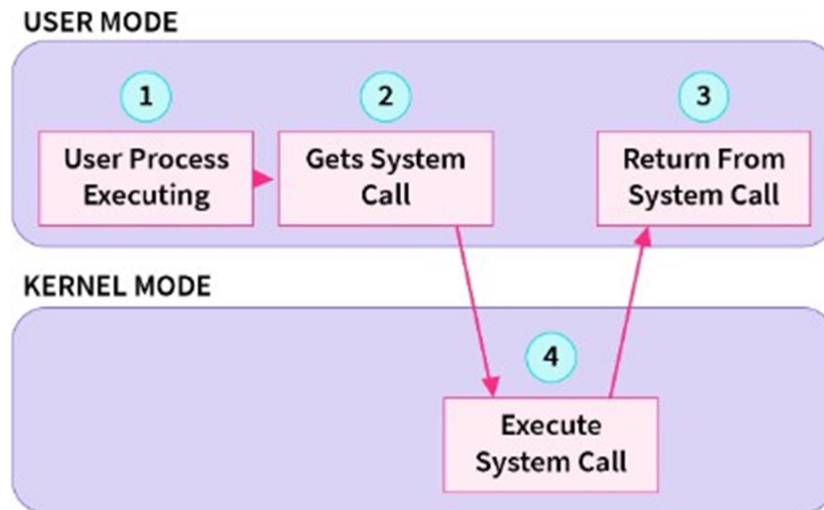 USER MODE
1
2
3
User Process
Executing
Gets System
Call
Return From
System Call
KERNEL MODE
4
Execute
System Call